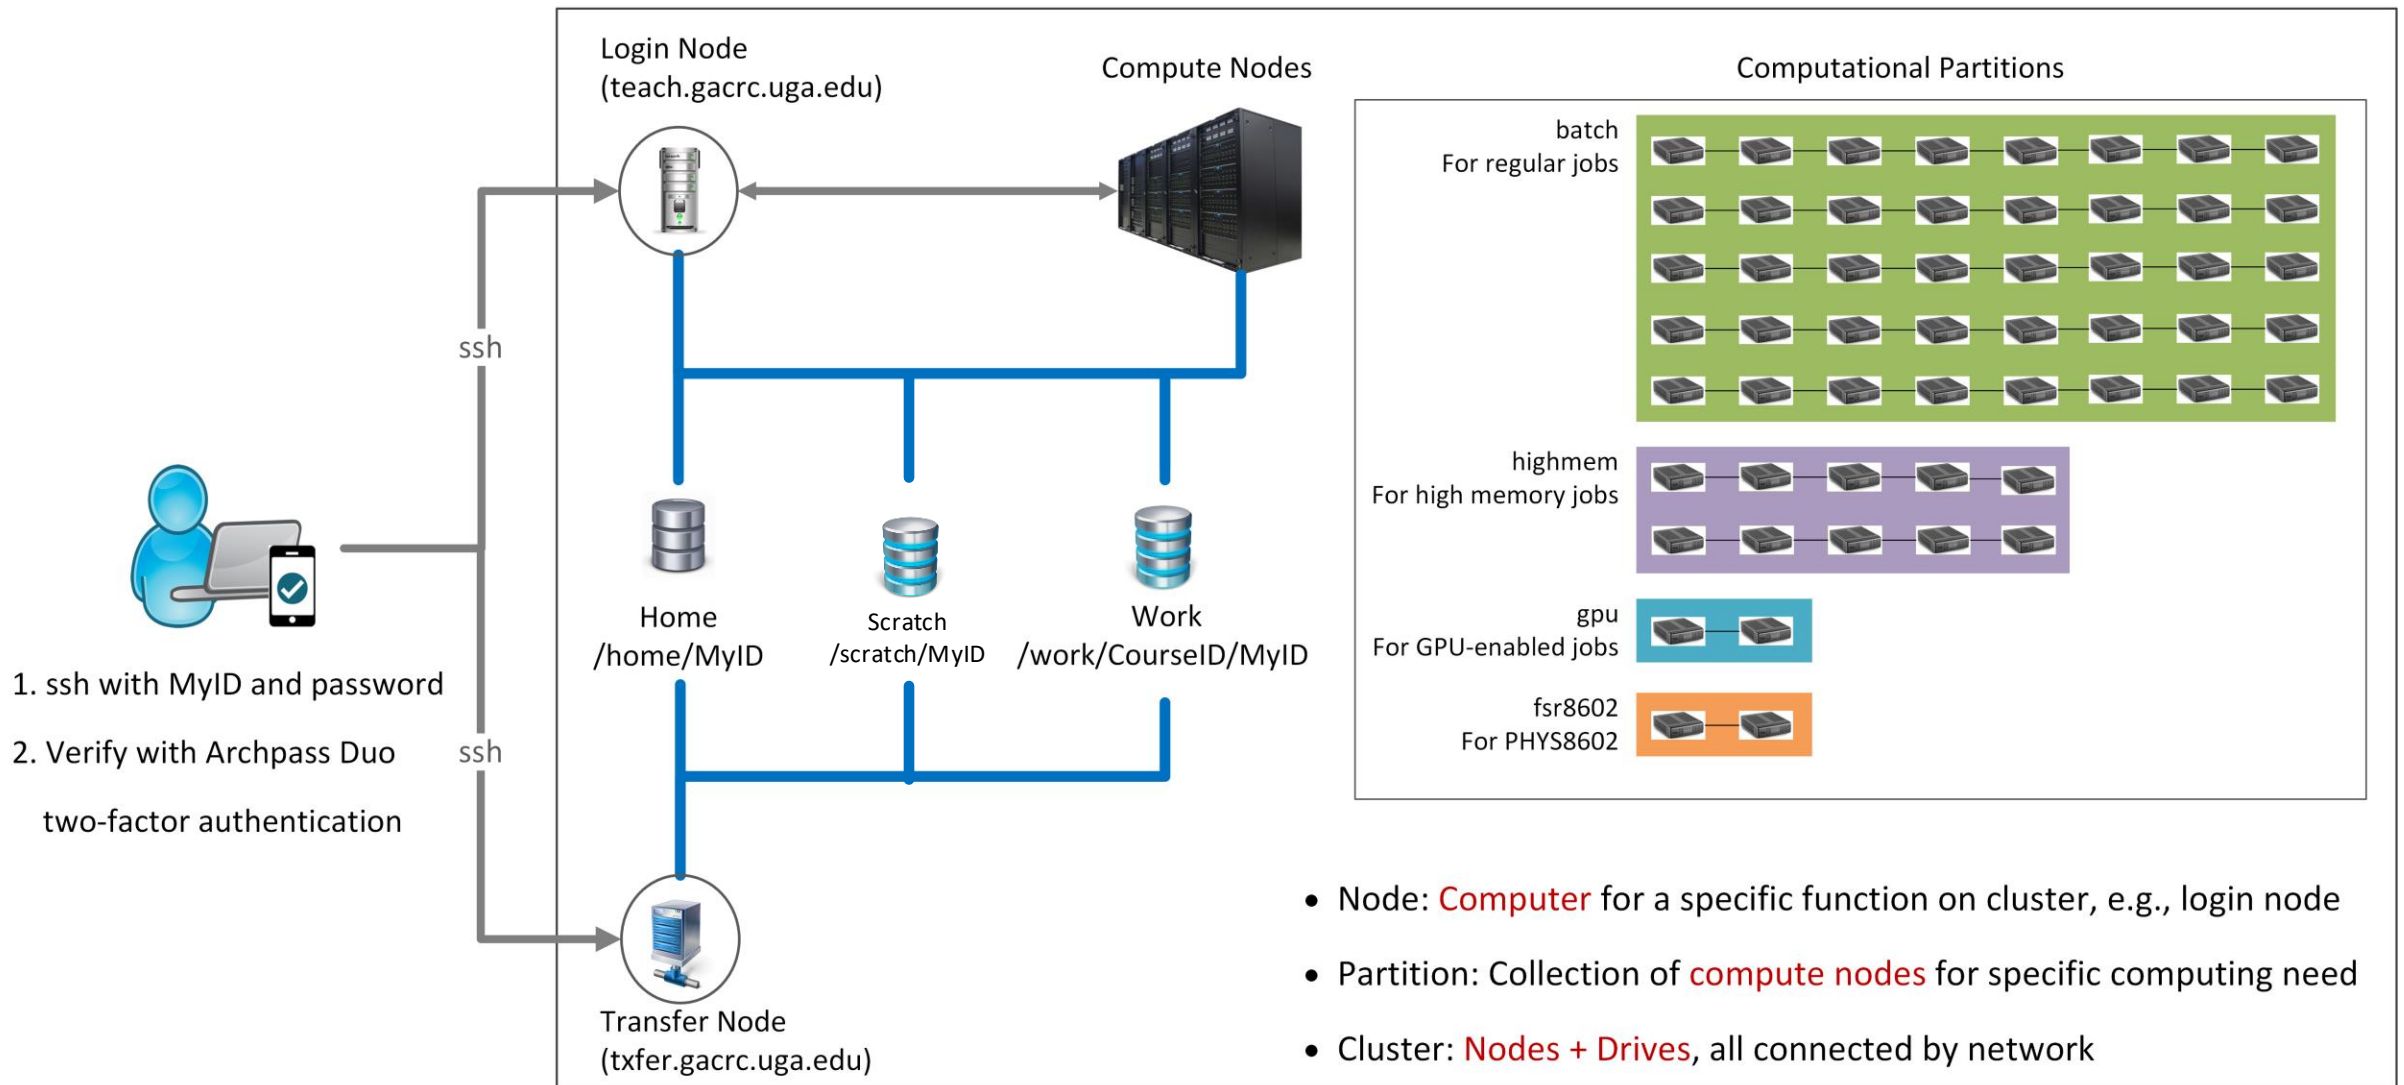 Login Node
(teach.gacrc.uga.edu)
Compute Nodes
Computational Partitions
batch
For regular jobs
highmem
For high memory jobs
gpu
For GPU-enabled jobs
fsr8602
For PHYS8602
ssh
ssh
Home
/home/MyID
Scratch
/scratch/MyID
Work
/work/CourseID/MyID
1. ssh with MyID and password
2. Verify with Archpass Duo
two-factor authentication
Transfer Node
(txfer.gacrc.uga.edu)
• Node: Computer for a specific function on cluster, e.g., login node
• Partition: Collection of compute nodes for specific computing need
• Cluster: Nodes + Drives, all connected by network